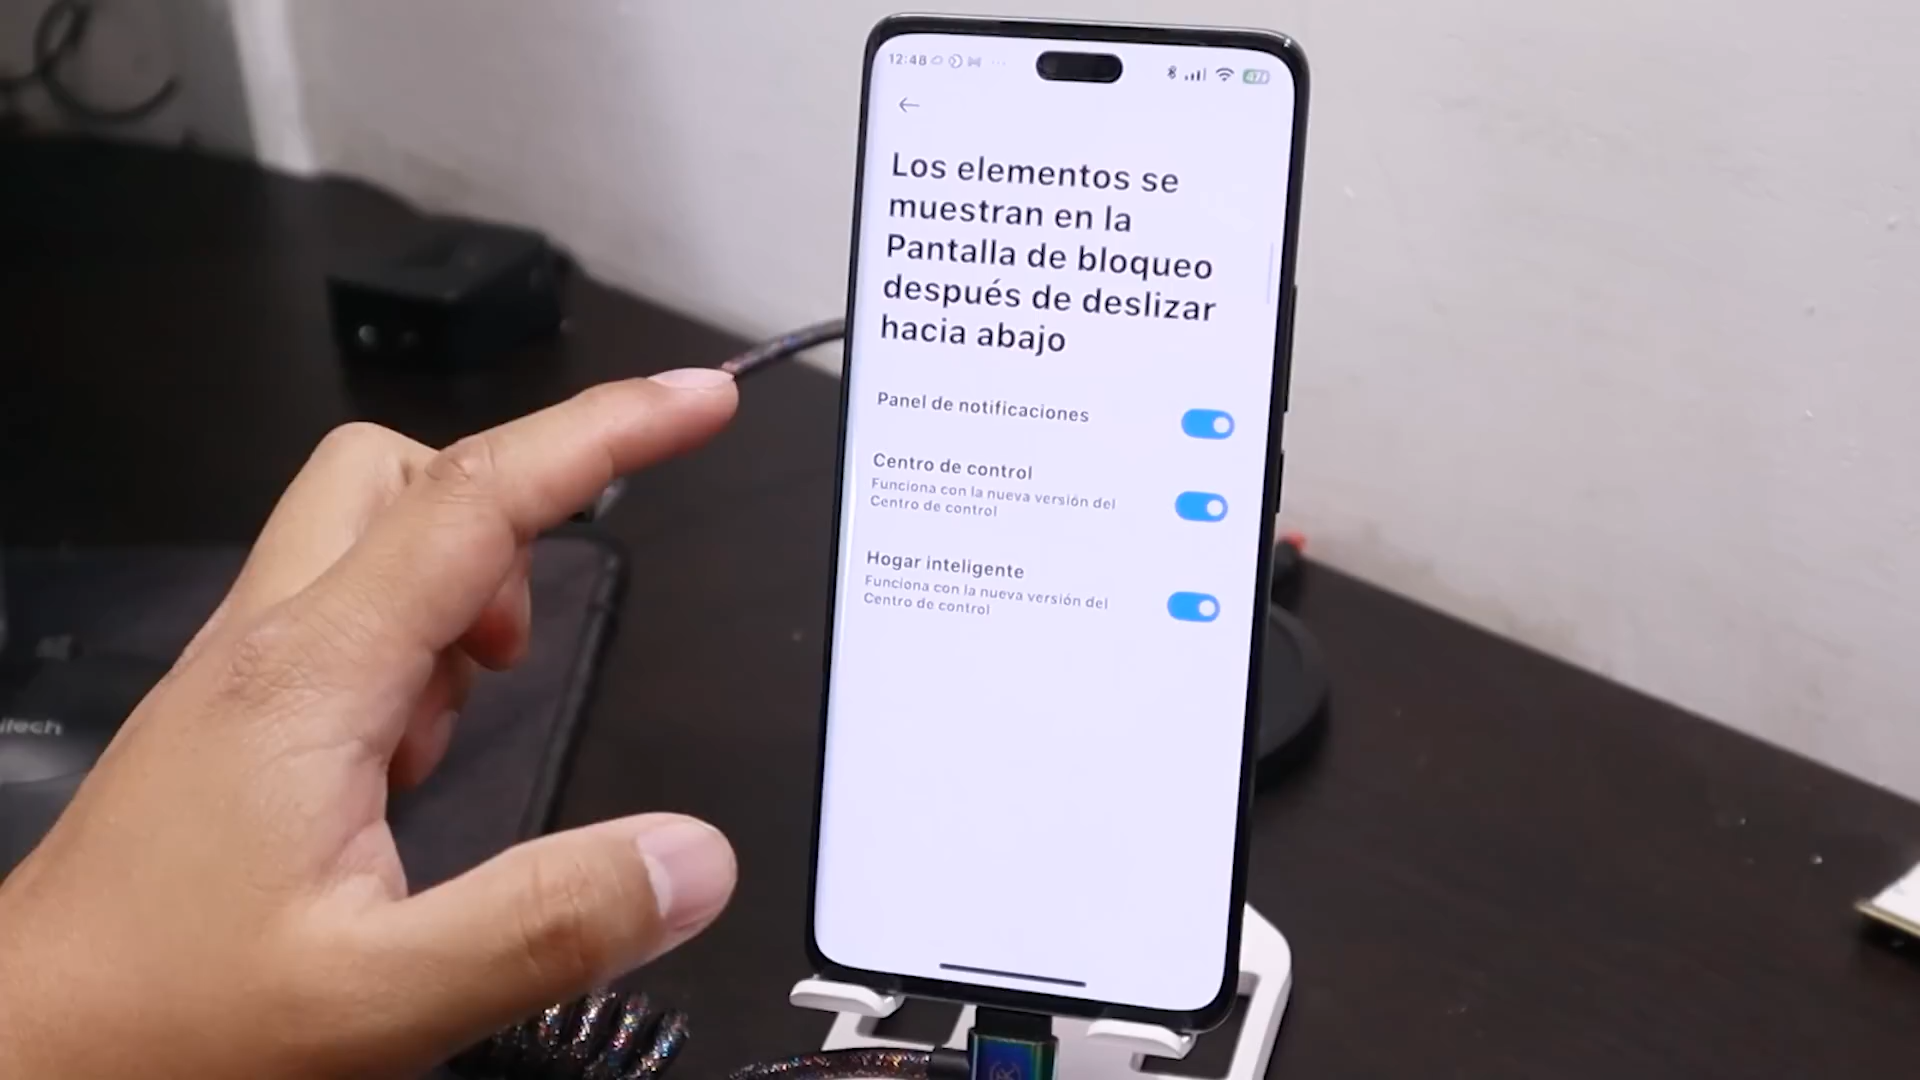 12:48
47
Los elementos se
muestran en la
Pantalla de bloqueo
después de deslizar
hacia abajo
Panel de notificaciones
Centro de control
Funciona con la nueva versión del
Centro de control
Hogar inteligente
Funciona con la nueva versión del
Centro de control
itech